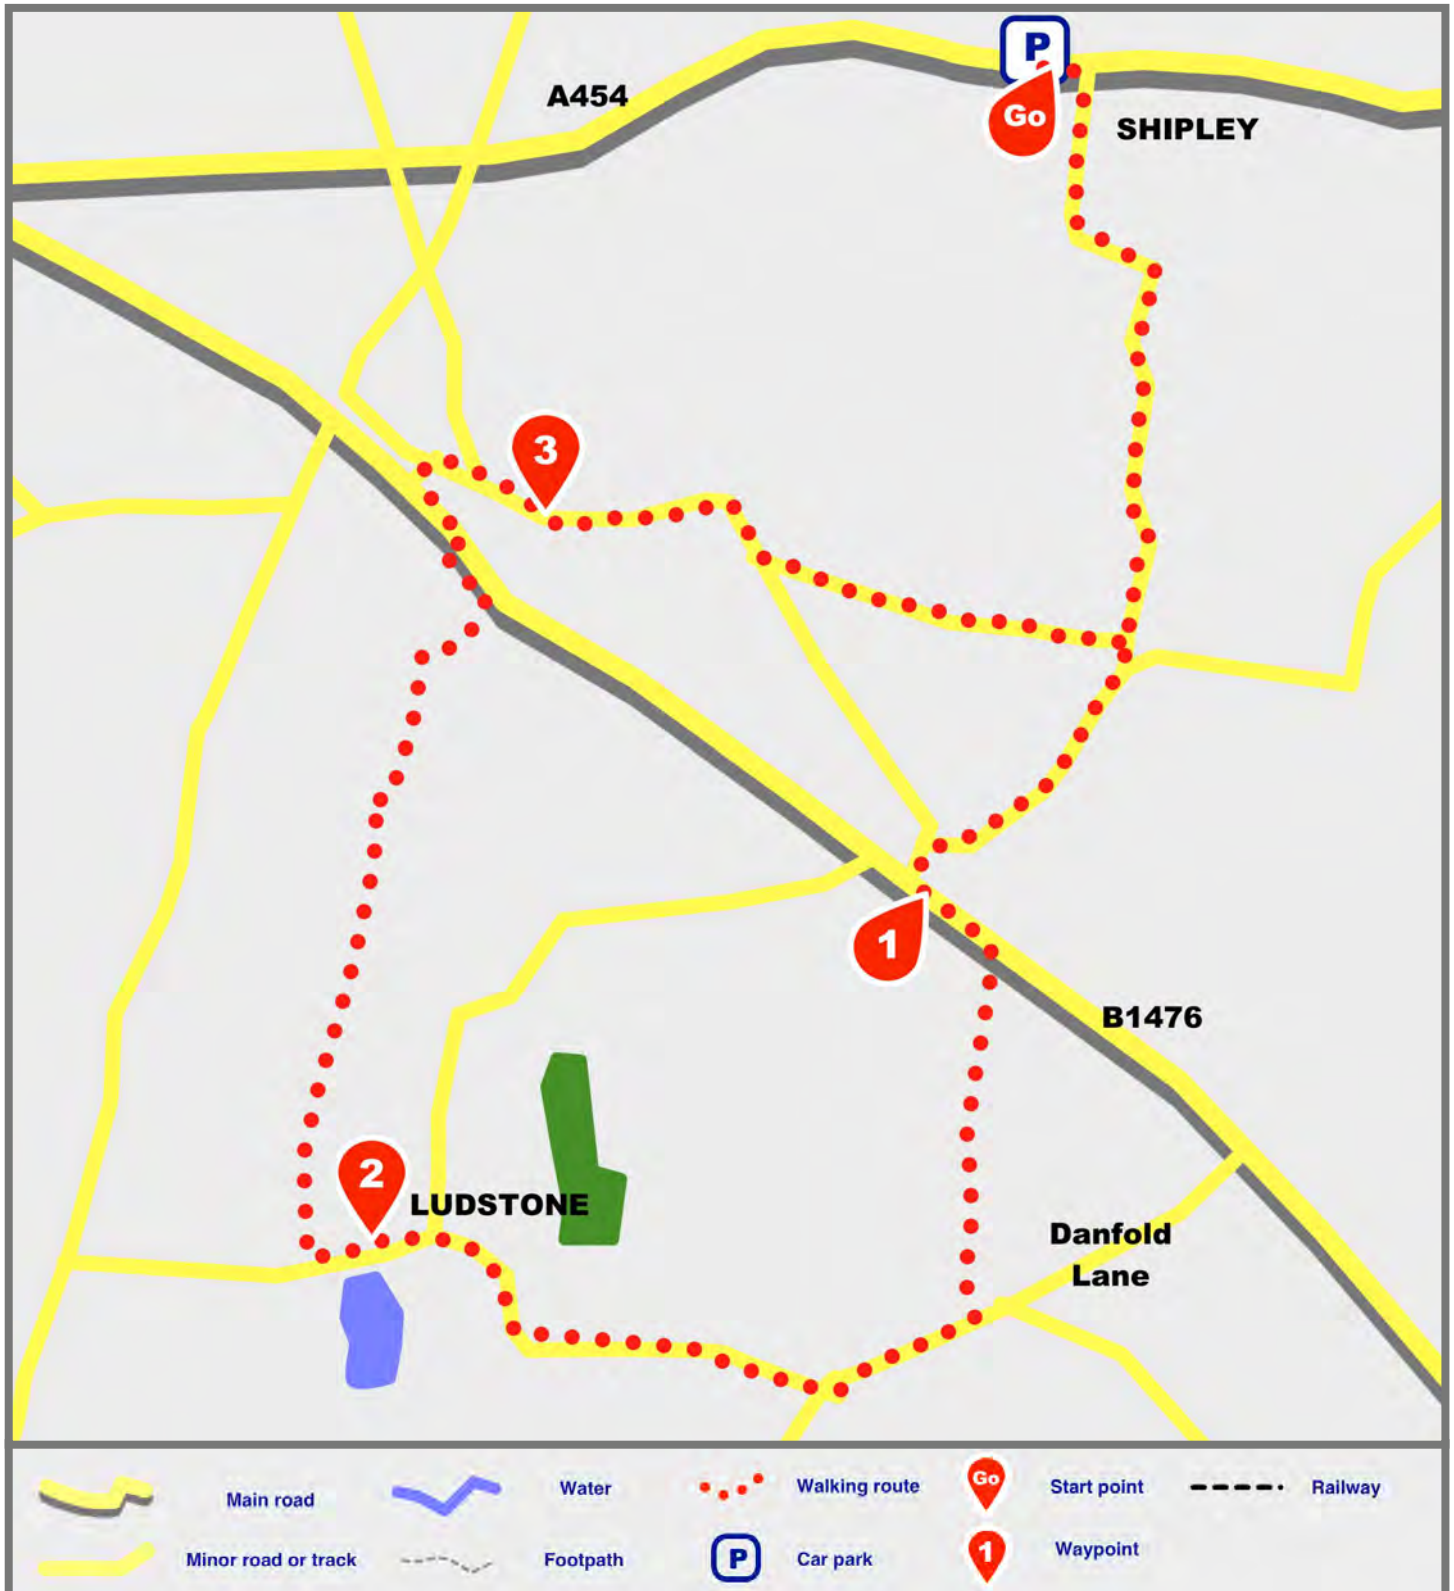 A454
P
Go
SHIPLEY
3
1
B1476
2
LUDSTONE
Danfold
Lane
Main road
Water
Walking route
Go
Start point
Railway
Minor road or track
Footpath
P
Car park
1
Waypoint